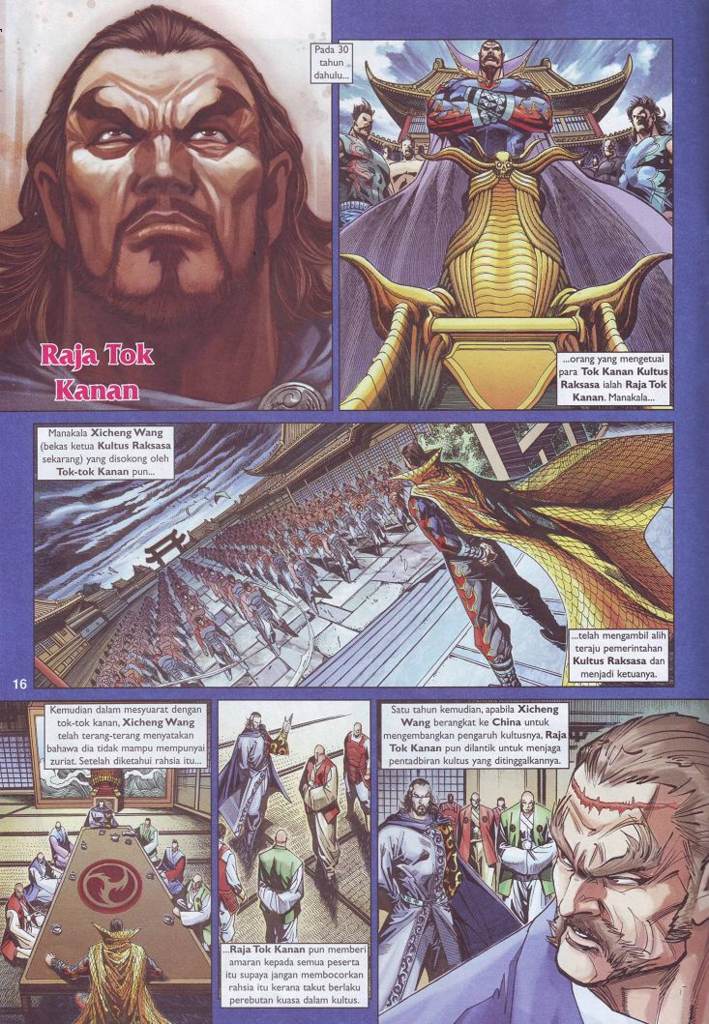 Raja Tok
Kanan
Pada 30
tahun
dahulu...
...orang yang mengetuai
para Tok Kanan Kultus
Raksasa ialah Raja Tok
Kanan. Manakala...
Manakala Xicheng Wang
(bekas ketua Kultus Raksasa
sekarang) yang disokong oleh
Tok-tok Kanan pun...
...telah mengambil alih
teraju pemerintahan
Kultus Raksasa dan
menjadi ketuanya.
16
Kemudian dalam mesyuarat dengan
tok-tok kanan, Xicheng Wang
telah terang-terang menyatakan
bahawa dia tidak mampu mempunyai
zuriat. Setelah diketahui rahsia itu...
...Raja Tok Kanan pun memberi
amaran kepada semua peserta
itu supaya jangan membocorkan
rahsia itu kerana takut berlaku
perebutan kuasa dalam kultus.
Satu tahun kemudian, apabila Xicheng
Wang berangkat ke China untuk
mengembangkan pengaruh kultusnya, Raja
Tok Kanan pun dilantik untuk menjaga
pentadbiran kultus yang ditinggalkannya.